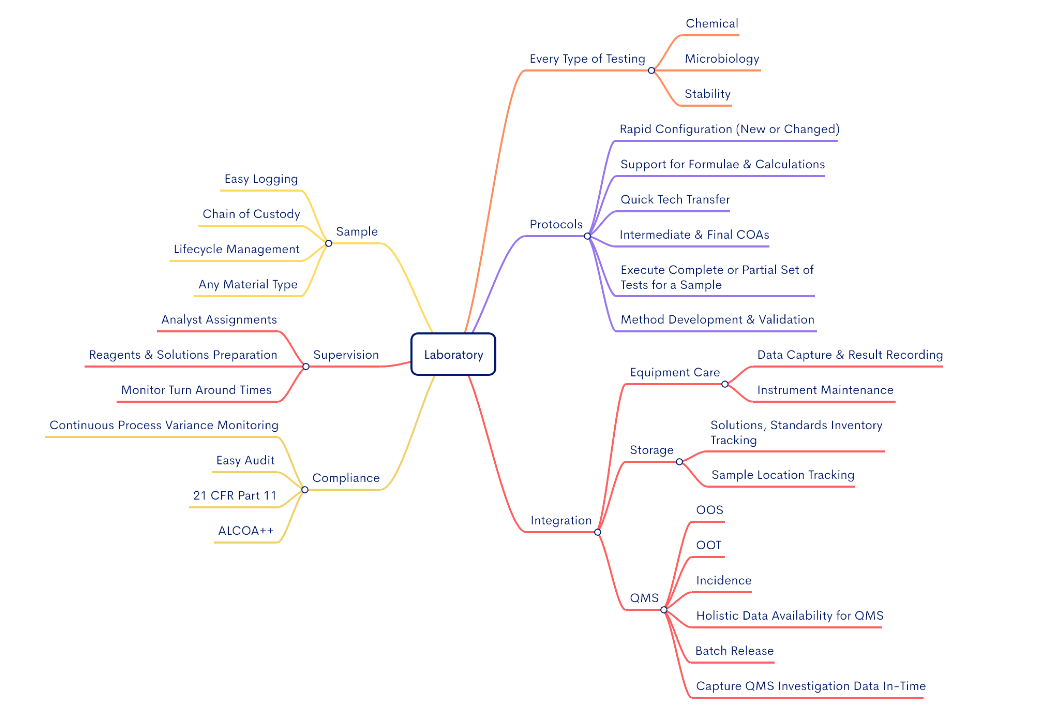 Laboratory
Every Type of Testing
Chemical
Microbiology
Stability
Protocols
Rapid Configuration (New or Changed)
Support for Formulae & Calculations
Quick Tech Transfer
Intermediate & Final COAs
Execute Complete or Partial Set of
Tests for a Sample
Method Development & Validation
Integration
Equipment Care
Data Capture & Result Recording
Instrument Maintenance
Storage
Solutions, Standards Inventory
Tracking
Sample Location Tracking
QMS
OOS
OOT
Incidence
Holistic Data Availability for QMS
Batch Release
Capture QMS Investigation Data In-Time
Sample
Easy Logging
Chain of Custody
Lifecycle Management
Any Material Type
Supervision
Analyst Assignments
Reagents & Solutions Preparation
Monitor Turn Around Times
Compliance
Continuous Process Variance Monitoring
Easy Audit
21 CFR Part 11
ALCOA++